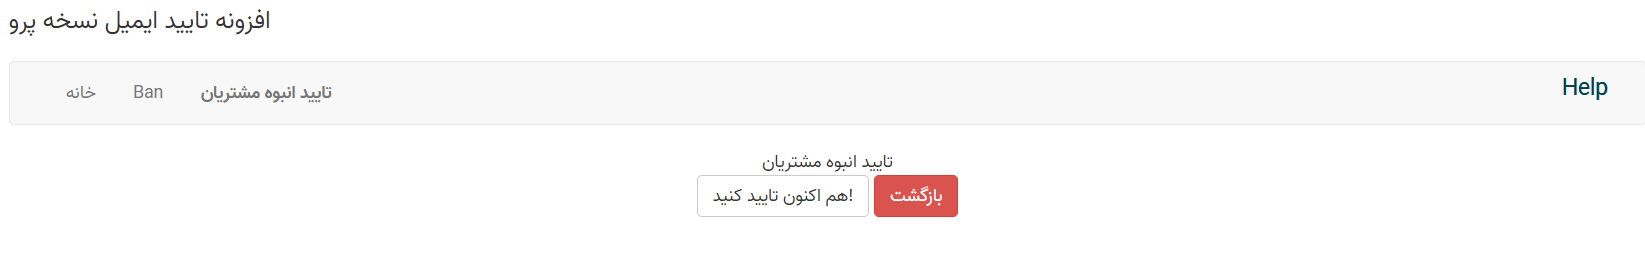 افزونه تایید ایمیل نسخه پرو
خانه Ban تایید انبوه مشتریان Help
تایید انبوه مشتریان
هم اکنون تایید کنید! بازگشت